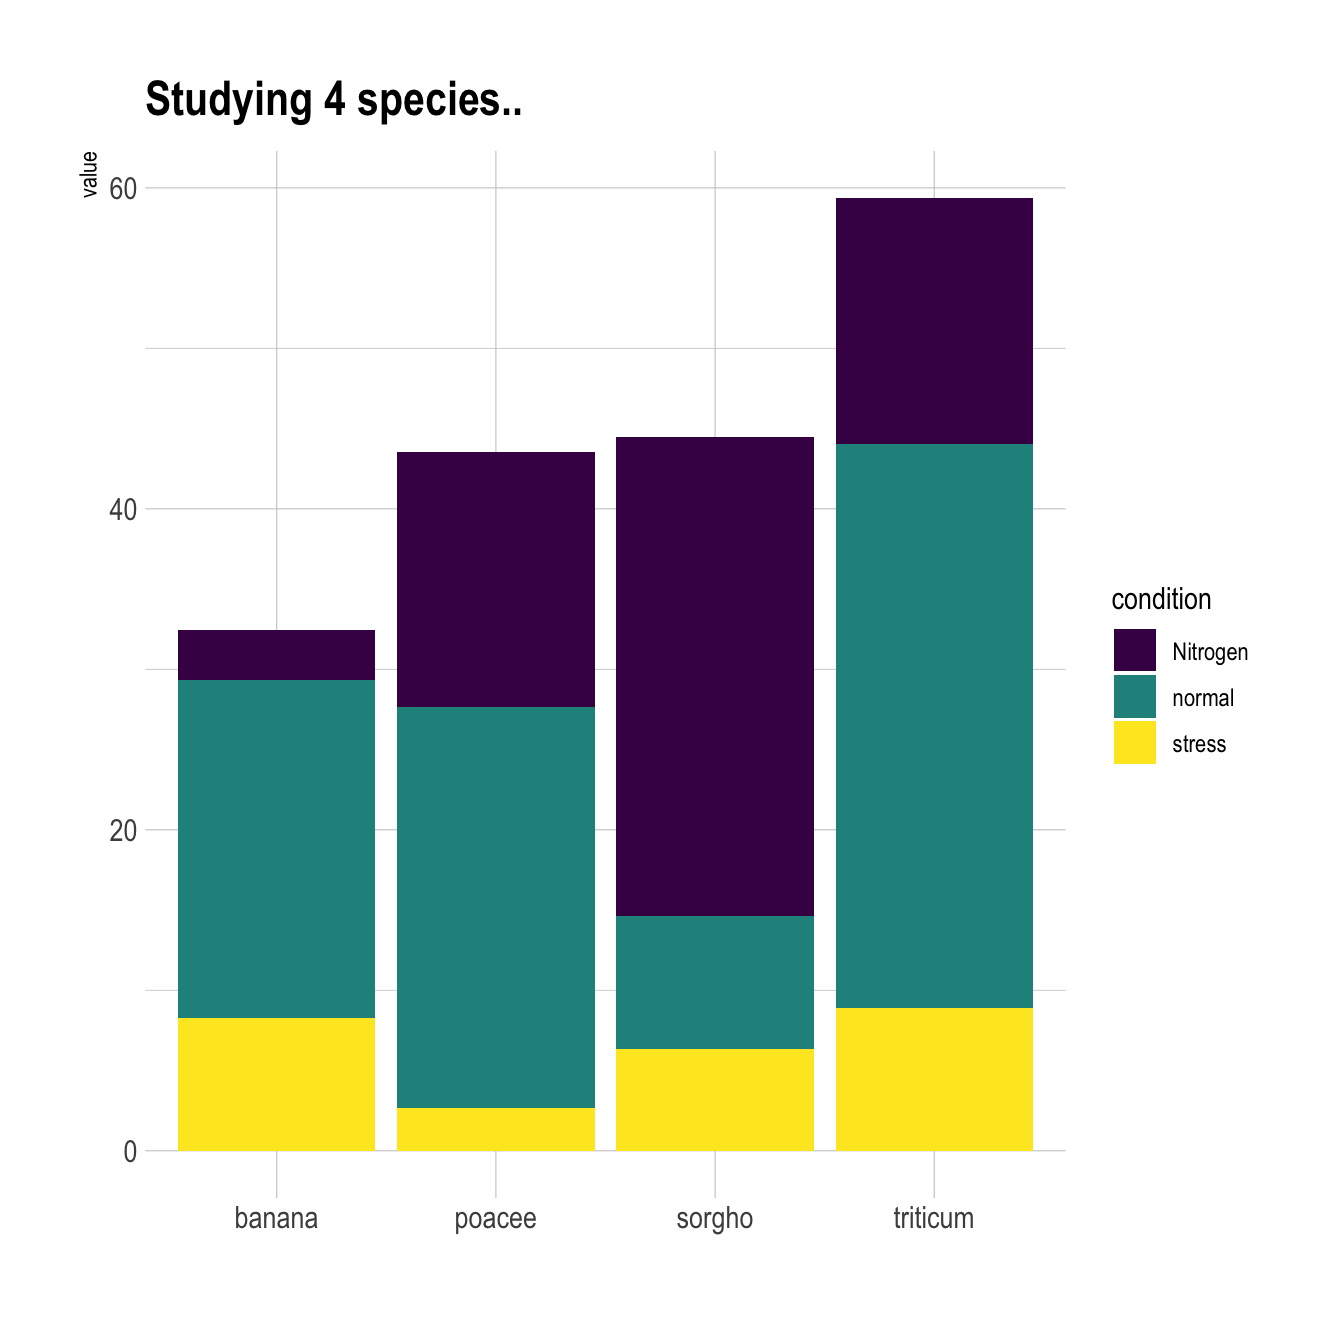 Studying 4 species..
value
60
40
20
0
banana
poacee
sorgho
triticum
condition
Nitrogen
normal
stress